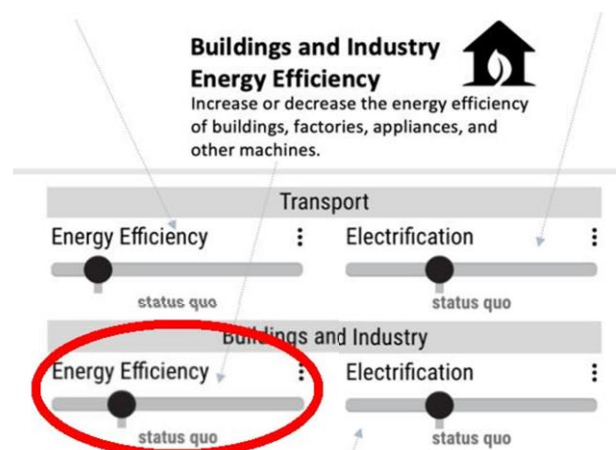 Buildings and Industry
Energy Efficiency
Increase or decrease the energy efficiency
of buildings, factories, appliances, and
other machines.
Transport
Energy Efficiency
Electrification
status quo
status quo
Buildings and Industry
Energy Efficiency
Electrification
status quo
status quo